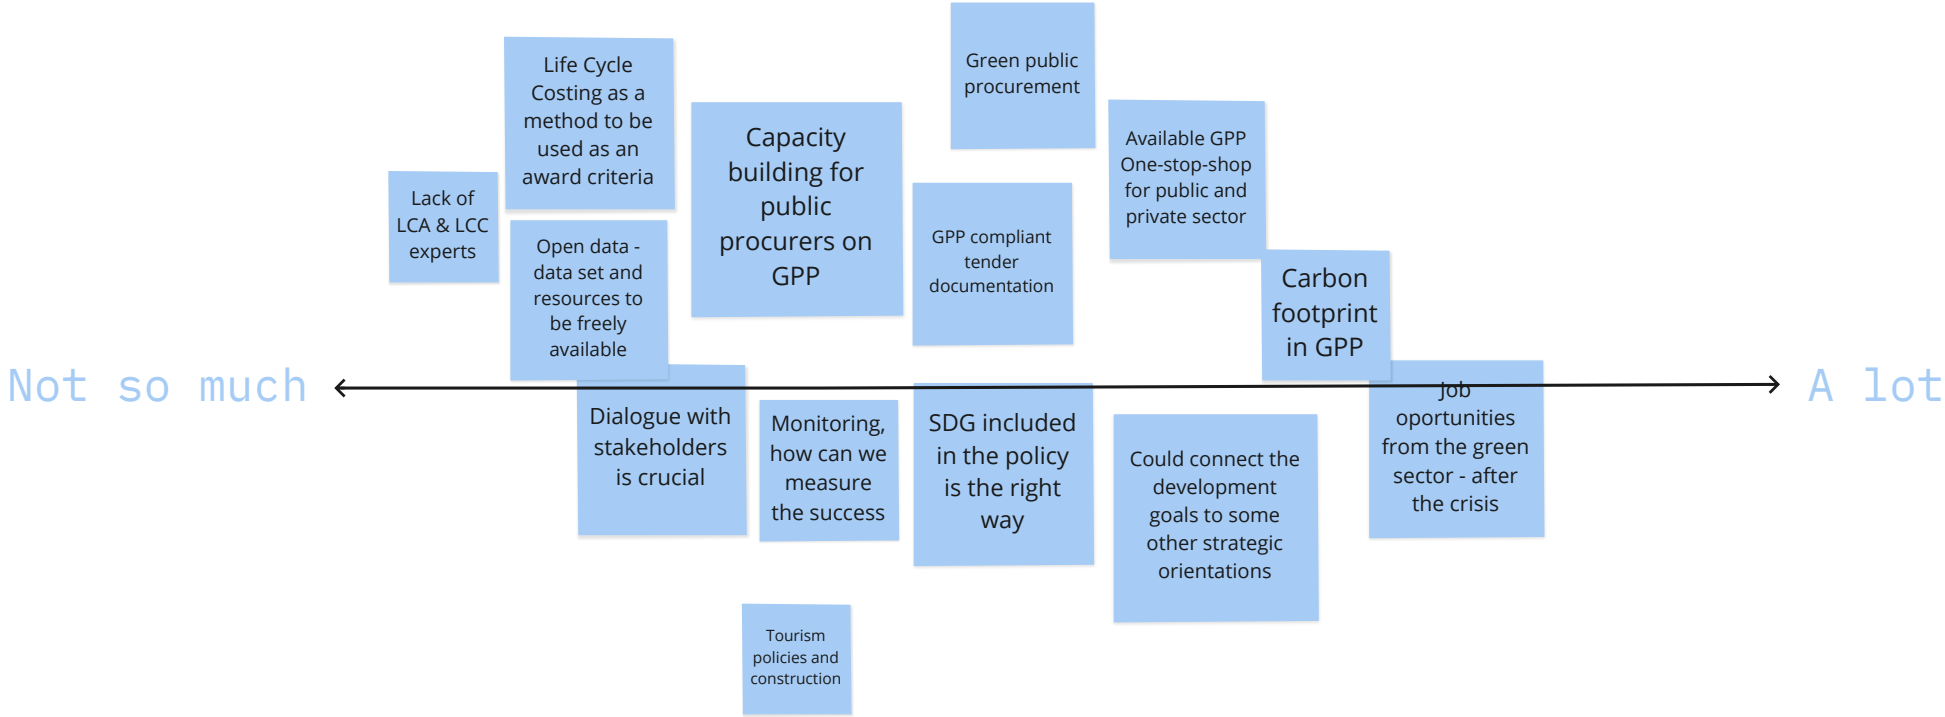 Green public
procurement
Life Cycle
Costing as a
method to be
used as an
award criteria
Capacity
building for
public
procurers on
GPP
Available GPP
One-stop-shop
for public and
private sector
Lack of
LCA & LCC
experts
Open data -
data set and
resources to
be freely
available
GPP compliant
tender
documentation
Carbon
footprint
in GPP
Not so much
A lot
Dialogue with
stakeholders
is crucial
Monitoring,
how can we
measure
the success
SDG included
in the policy
is the right
way
Could connect the
development
goals to some
other strategic
orientations
Job
oportunities
from the green
sector - after
the crisis
Tourism
policies and
construction